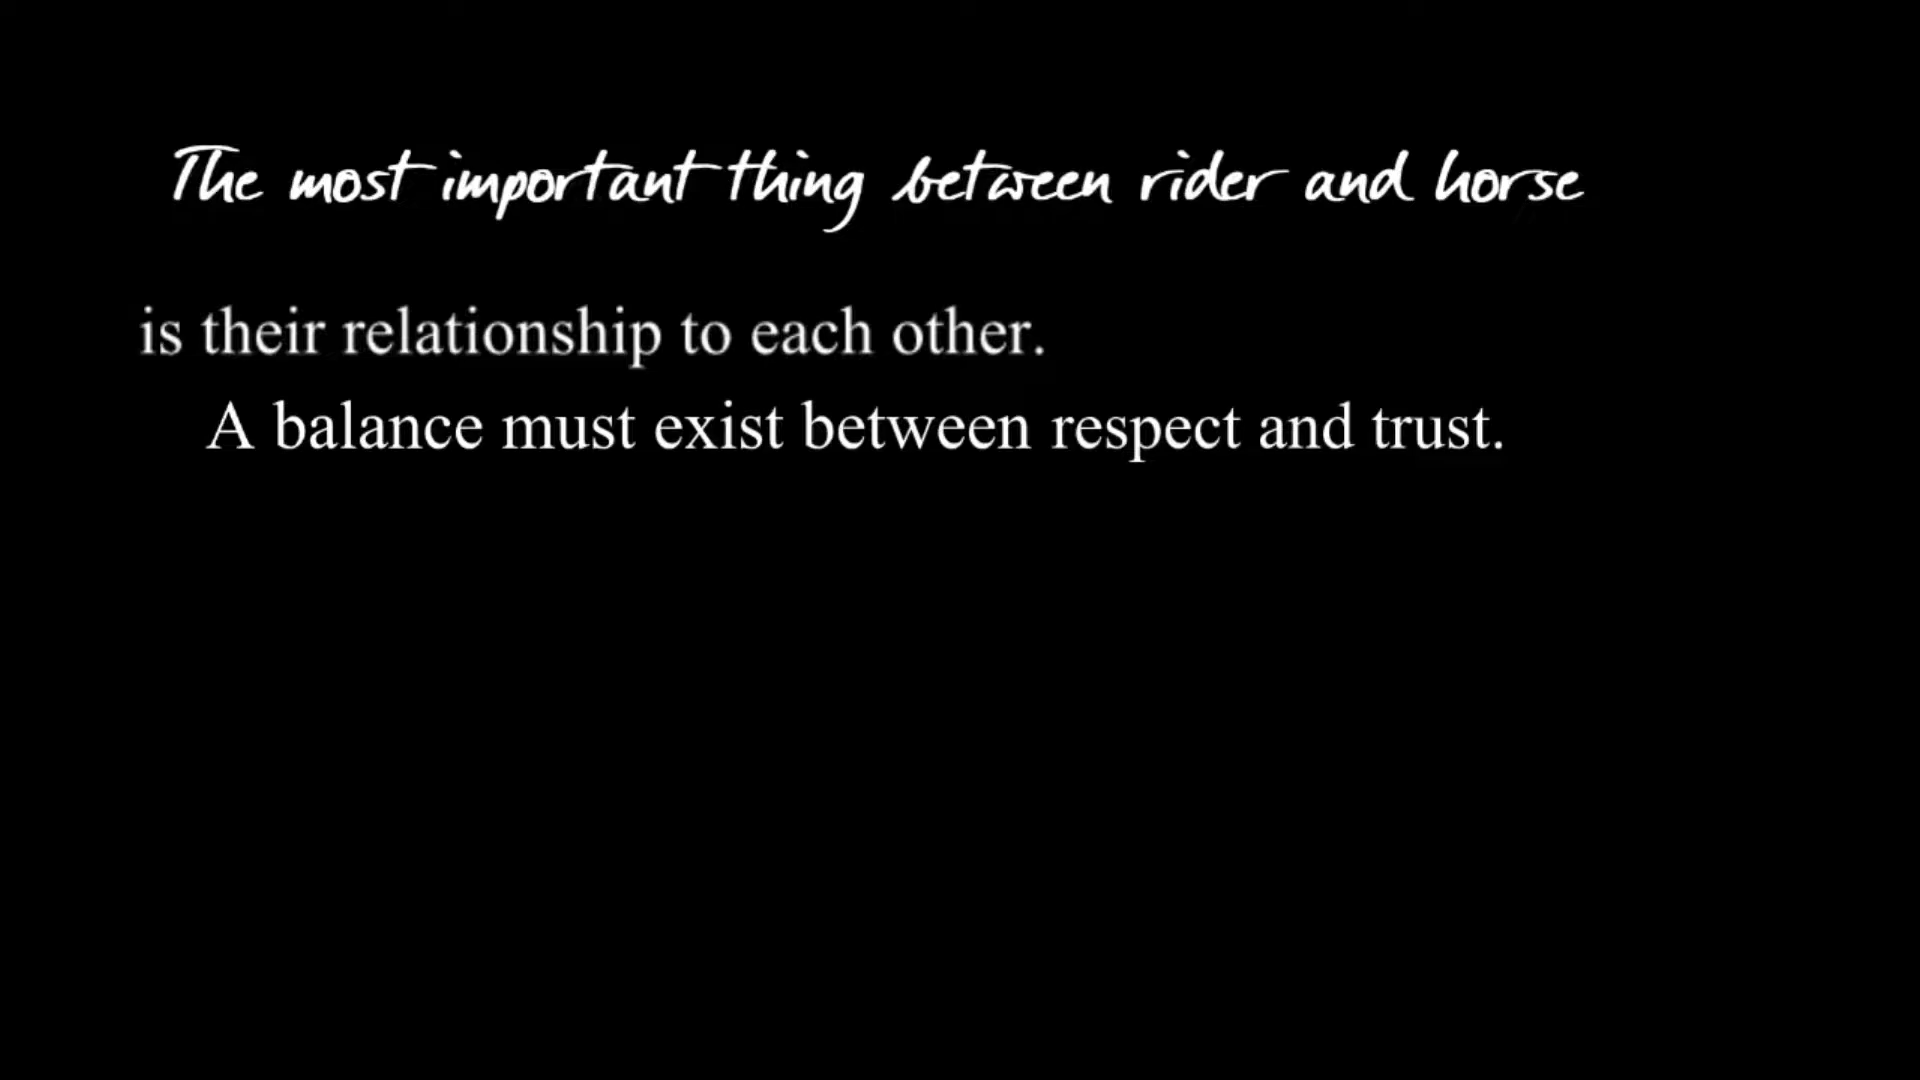 The most important thing between rider and horse
is their relationship to each other.
A balance must exist between respect and trust.